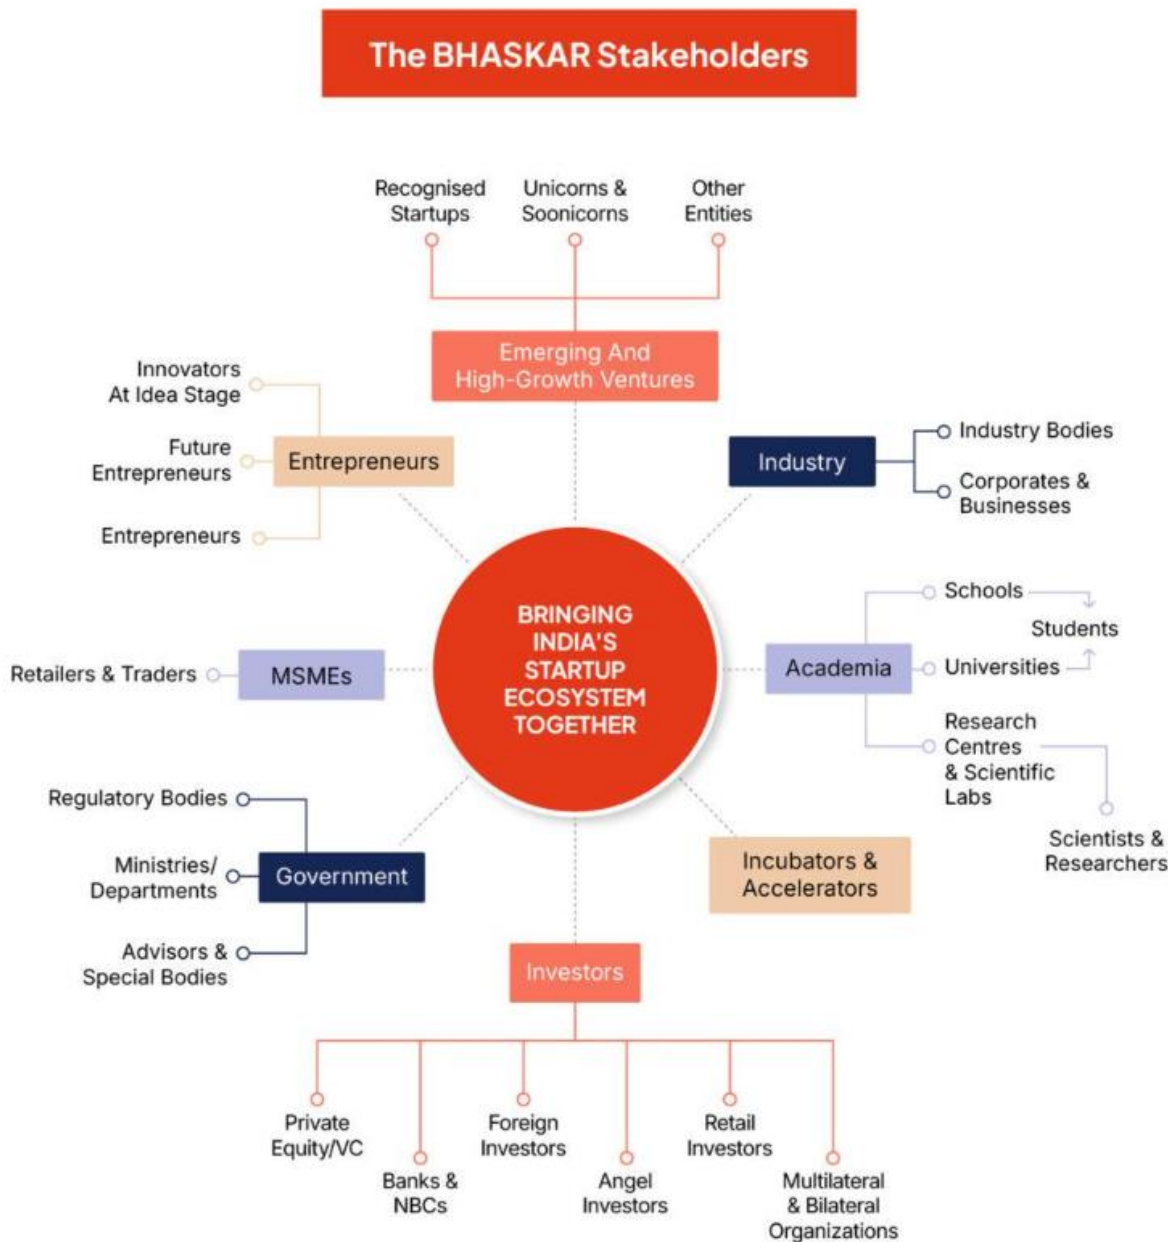 The BHASKAR Stakeholders
Recognised
Startups
Unicorns &
Soonicorns
Other
Entities
Emerging And
High-Growth Ventures
Innovators
At Idea Stage
Future
Entrepreneurs
Entrepreneurs
Entrepreneurs
Industry
Industry Bodies
Corporates &
Businesses
BRINGING
INDIA'S
STARTUP
ECOSYSTEM
TOGETHER
Retailers & Traders
MSMEs
Academia
Schools
Students
Universities
Research
Centres
& Scientific
Labs
Scientists &
Researchers
Regulatory Bodies
Ministries/
Departments
Advisors &
Special Bodies
Government
Incubators &
Accelerators
Investors
Private
Equity/VC
Banks &
NBCs
Foreign
Investors
Angel
Investors
Retail
Investors
Multilateral
& Bilateral
Organizations